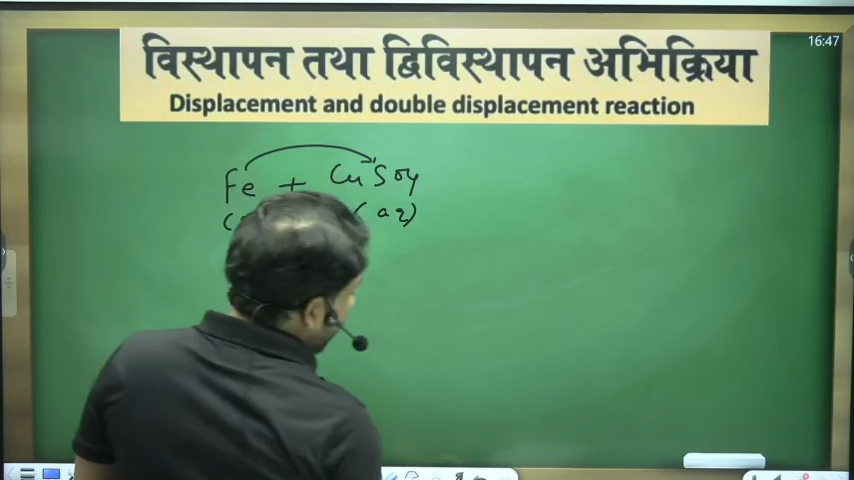 विस्थापन तथा द्विविस्थापन अभिक्रिया
16:47
Displacement and double displacement reaction
Fe + CuSO4
(aq)